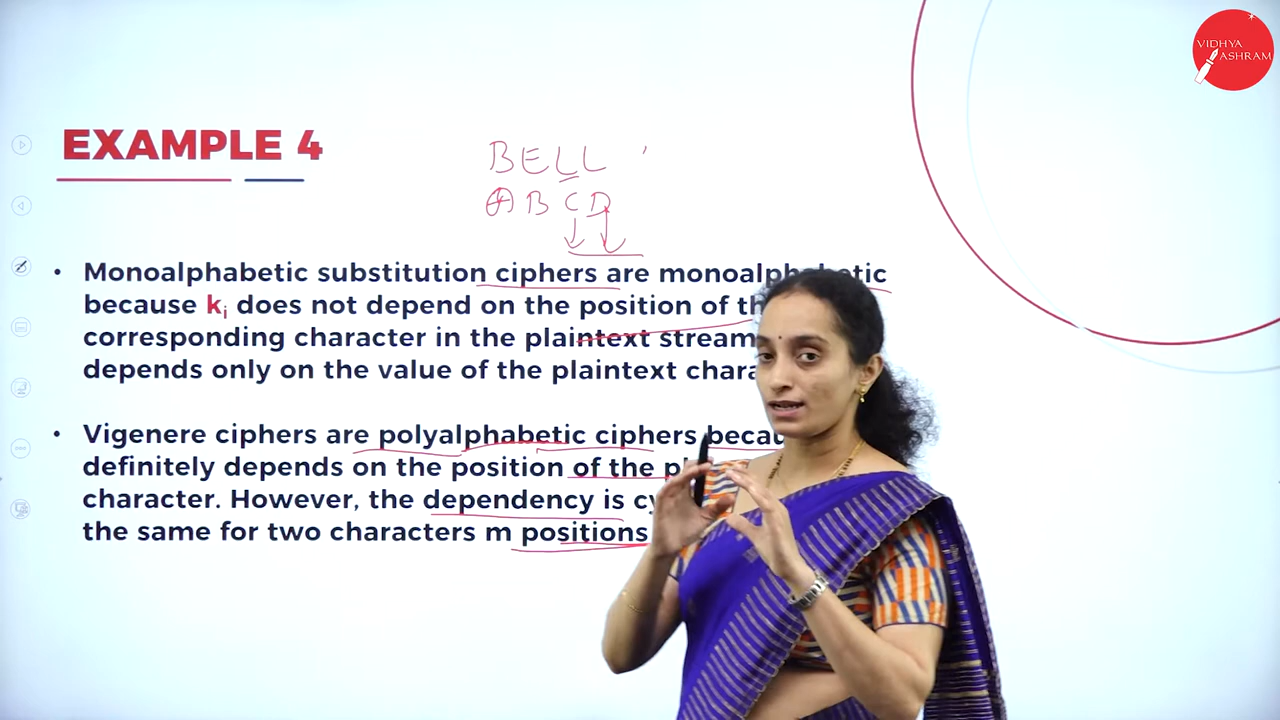 VIDHYA
ASHRAM
EXAMPLE 4
BELL
A B C D
• Monoalphabetic substitution ciphers are monoalphabetic
because ki does not depend on the position of th
corresponding character in the plaintext stream
depends only on the value of the plaintext chara
• Vigenere ciphers are polyalphabetic ciphers becau
definitely depends on the position of the pl
character. However, the dependency is cy
the same for two characters m positions